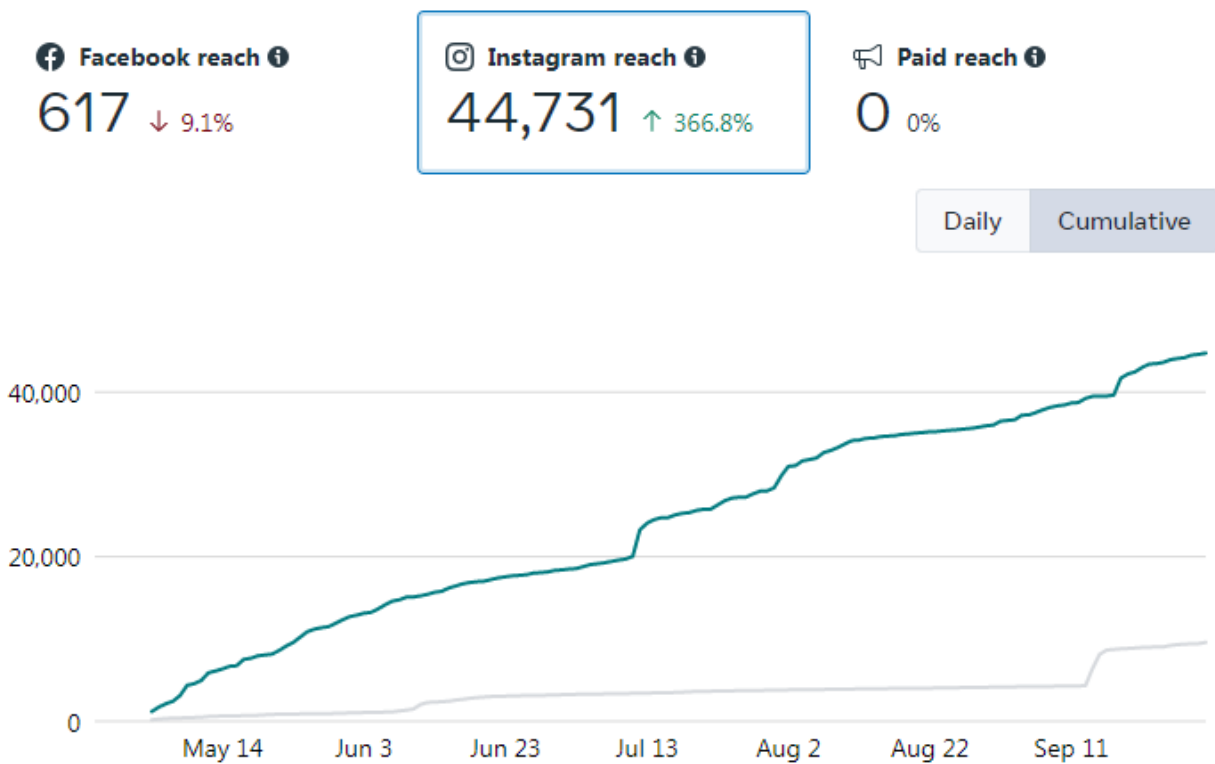 Facebook reach
Instagram reach
Paid reach
617 ↓ 9.1%
44,731 ↑ 366.8%
0 0%
Daily
Cumulative
40,000
20,000
0
May 14
Jun 3
Jun 23
Jul 13
Aug 2
Aug 22
Sep 11